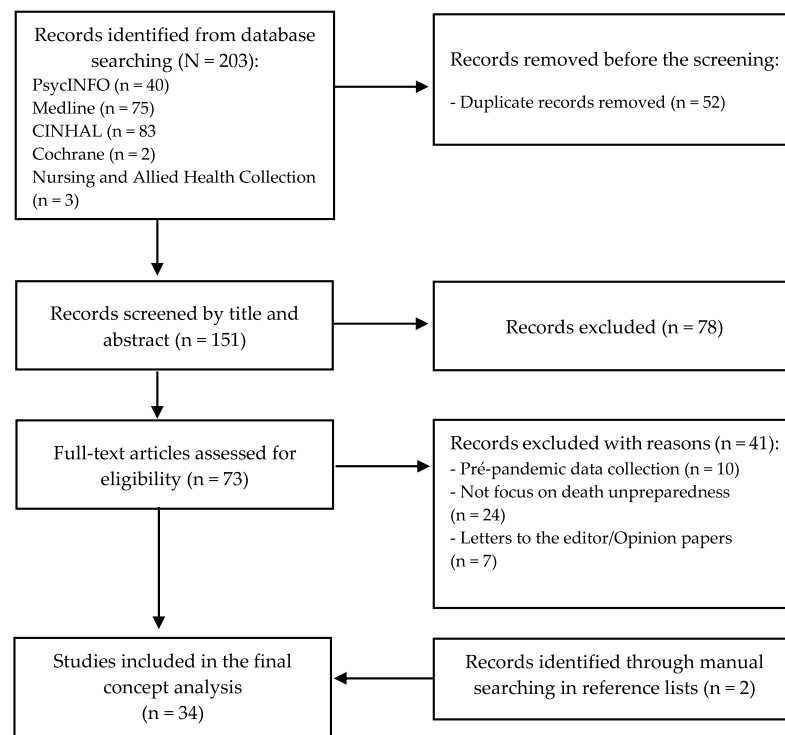 Records identified from database
searching (N = 203):
PsycINFO (n = 40)
Medline (n = 75)
CINHAL (n = 83
Cochrane (n = 2)
Nursing and Allied Health Collection
(n = 3)
Records removed before the screening:
- Duplicate records removed (n = 52)
Records screened by title and
abstract (n = 151)
Records excluded (n = 78)
Full-text articles assessed for
eligibility (n = 73)
Records excluded with reasons (n = 41):
- Pré-pandemic data collection (n = 10)
- Not focus on death unpreparedness
(n = 24)
- Letters to the editor/Opinion papers
(n = 7)
Studies included in the final
concept analysis
(n = 34)
Records identified through manual
searching in reference lists (n = 2)